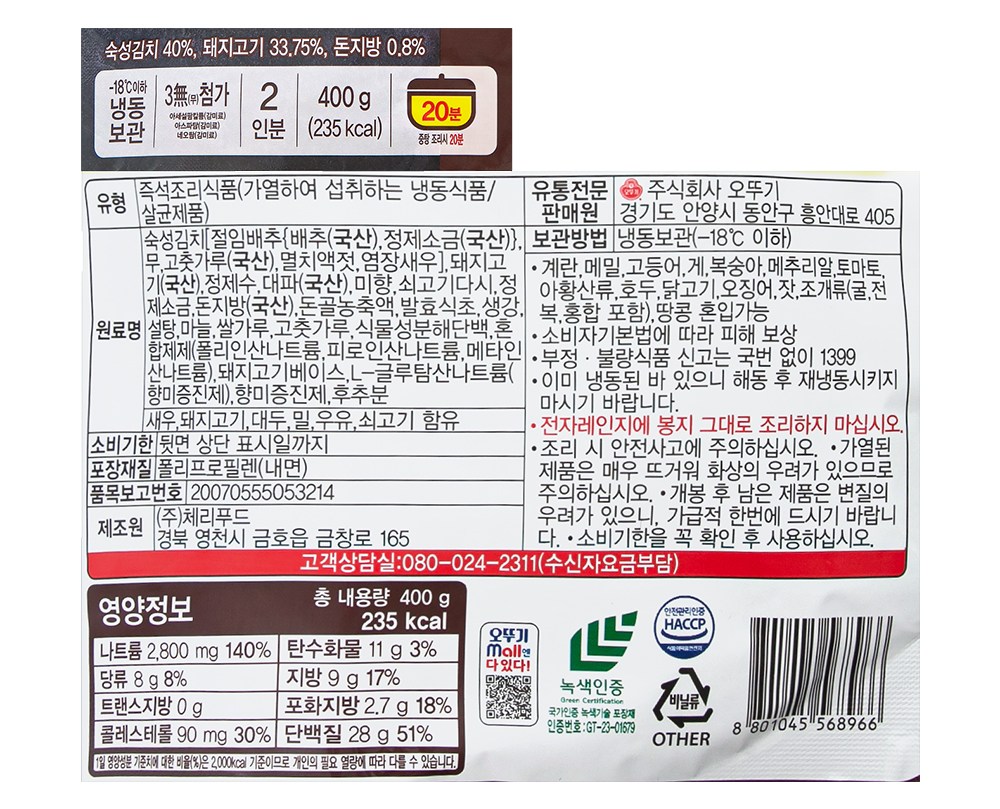 숙성김치 40%, 돼지고기 33.75%, 돈지방 0.8%
-18℃이하
냉동
보관
3無(무)첨가
아세설팜칼륨(감미료)
아스파탐(감미료)
네오탐(감미료)
2
인분
400 g
(235 kcal)
20분
중탕 조리시 20분
유형
즉석조리식품(가열하여 섭취하는 냉동식품/
살균제품)
원료명
숙성김치[절임배추{배추(국산),정제소금(국산)},
무,고춧가루(국산),멸치액젓,염장새우],돼지고
기(국산),정제수,대파(국산),미향,쇠고기다시,정
제소금,돈지방(국산),돈골농축액,발효식초,생강,
설탕,마늘,쌀가루,고춧가루,식물성분해단백,혼
합제제(폴리인산나트륨,피로인산나트륨,메타인
산나트륨),돼지고기베이스,L-글루탐산나트륨(
향미증진제),향미증진제,후추분
새우,돼지고기,대두,밀,우유,쇠고기 함유
소비기한 뒷면 상단 표시일까지
포장재질 폴리프로필렌(내면)
품목보고번호 20070555053214
제조원
(주)체리푸드
경북 영천시 금호읍 금창로 165
유통전문
판매원
주식회사 오뚜기
경기도 안양시 동안구 흥안대로 405
보관방법 냉동보관(-18℃ 이하)
•계란,메밀,고등어,게,복숭아,메추리알,토마토,
아황산류,호두,닭고기,오징어,잣,조개류(굴,전
복,홍합 포함),땅콩 혼입가능
•소비자기본법에 따라 피해 보상
•부정·불량식품 신고는 국번 없이 1399
•이미 냉동된 바 있으니 해동 후 재냉동시키지
마시기 바랍니다.
•전자레인지에 봉지 그대로 조리하지 마십시오.
•조리 시 안전사고에 주의하십시오. •가열된
제품은 매우 뜨거워 화상의 우려가 있으므로
주의하십시오. •개봉 후 남은 제품은 변질의
우려가 있으니, 가급적 한번에 드시기 바랍니
다. •소비기한을 꼭 확인 후 사용하십시오.
고객상담실:080-024-2311(수신자요금부담)
영양정보
총 내용량 400 g
235 kcal
나트륨 2,800 mg 140% 탄수화물 11 g 3%
당류 8 g 8% 지방 9 g 17%
트랜스지방 0 g 포화지방 2.7 g 18%
콜레스테롤 90 mg 30% 단백질 28 g 51%
1일 영양성분 기준치에 대한 비율(%)은 2,000kcal 기준이므로 개인의 필요 열량에 따라 다를 수 있습니다.
오뚜기
mall엔
다 있다!
녹색인증
Green Certification
국가인증 녹색기술 포장재
인증번호:GT-23-01679
안전관리인증
HACCP
식품의약품안전처
비닐류
OTHER
8 801045 568966